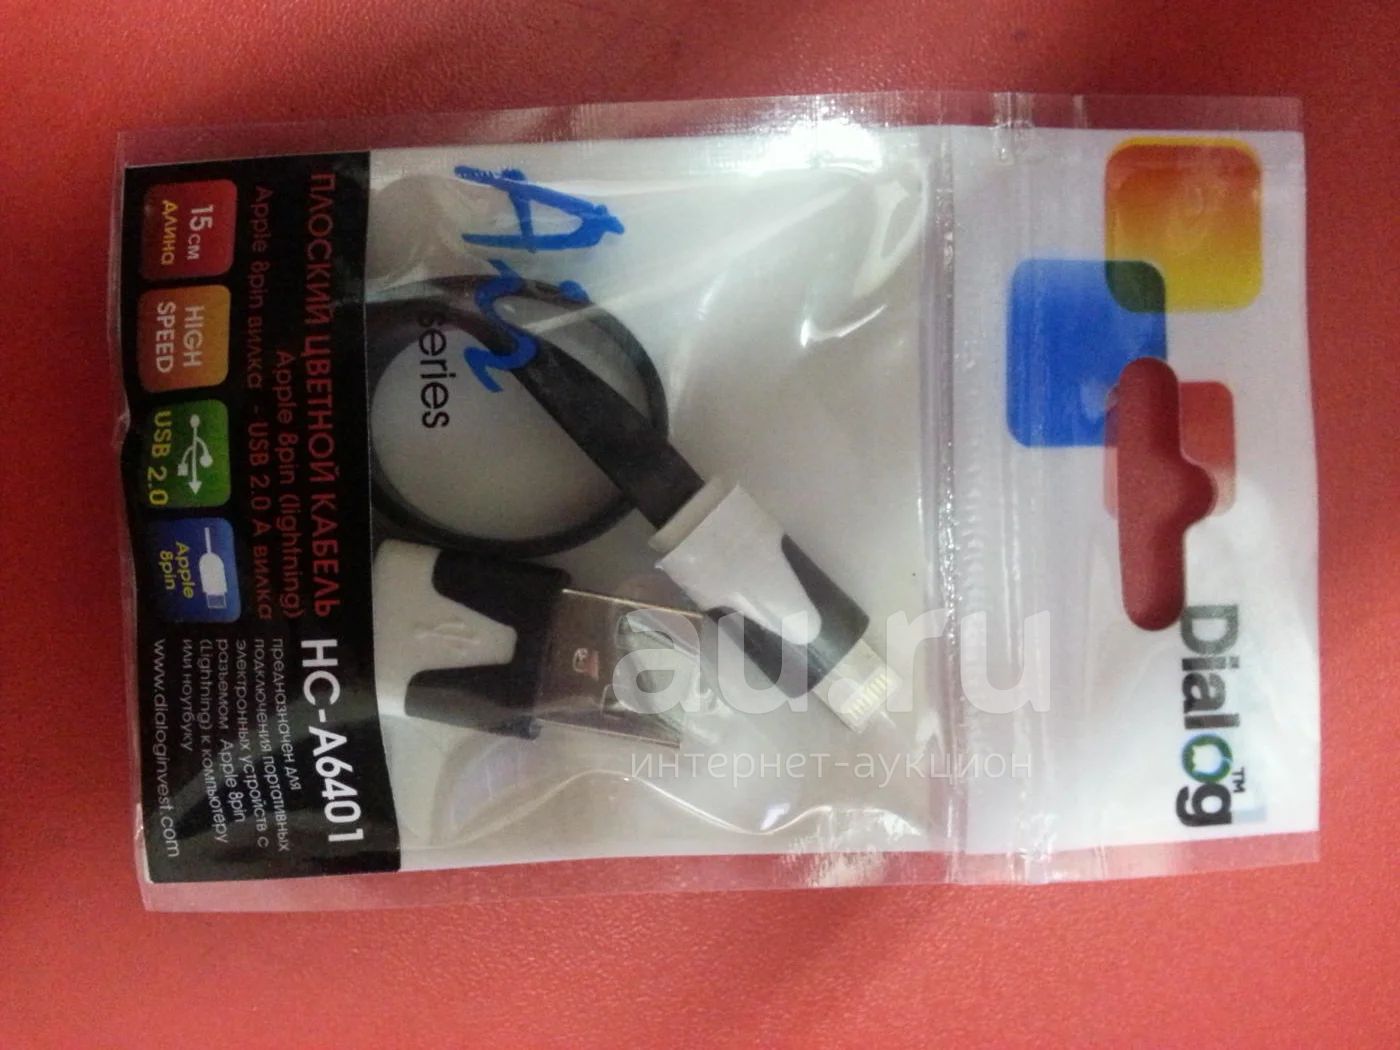 Dialog™
series
ПЛОСКИЙ ЦВЕТНОЙ КАБЕЛЬ HC-A6401
Apple 8pin (lightning)
Apple 8pin вилка - USB 2.0 A вилка
15см
длина
HIGH
SPEED
USB 2.0
Apple
8pin
предназначен для
подключения портативных
электронных устройств с
разъемом Apple 8pin
(Lightning) к компьютеру
или ноутбуку
www.dialoginvest.com
au.ru
интернет-аукцион